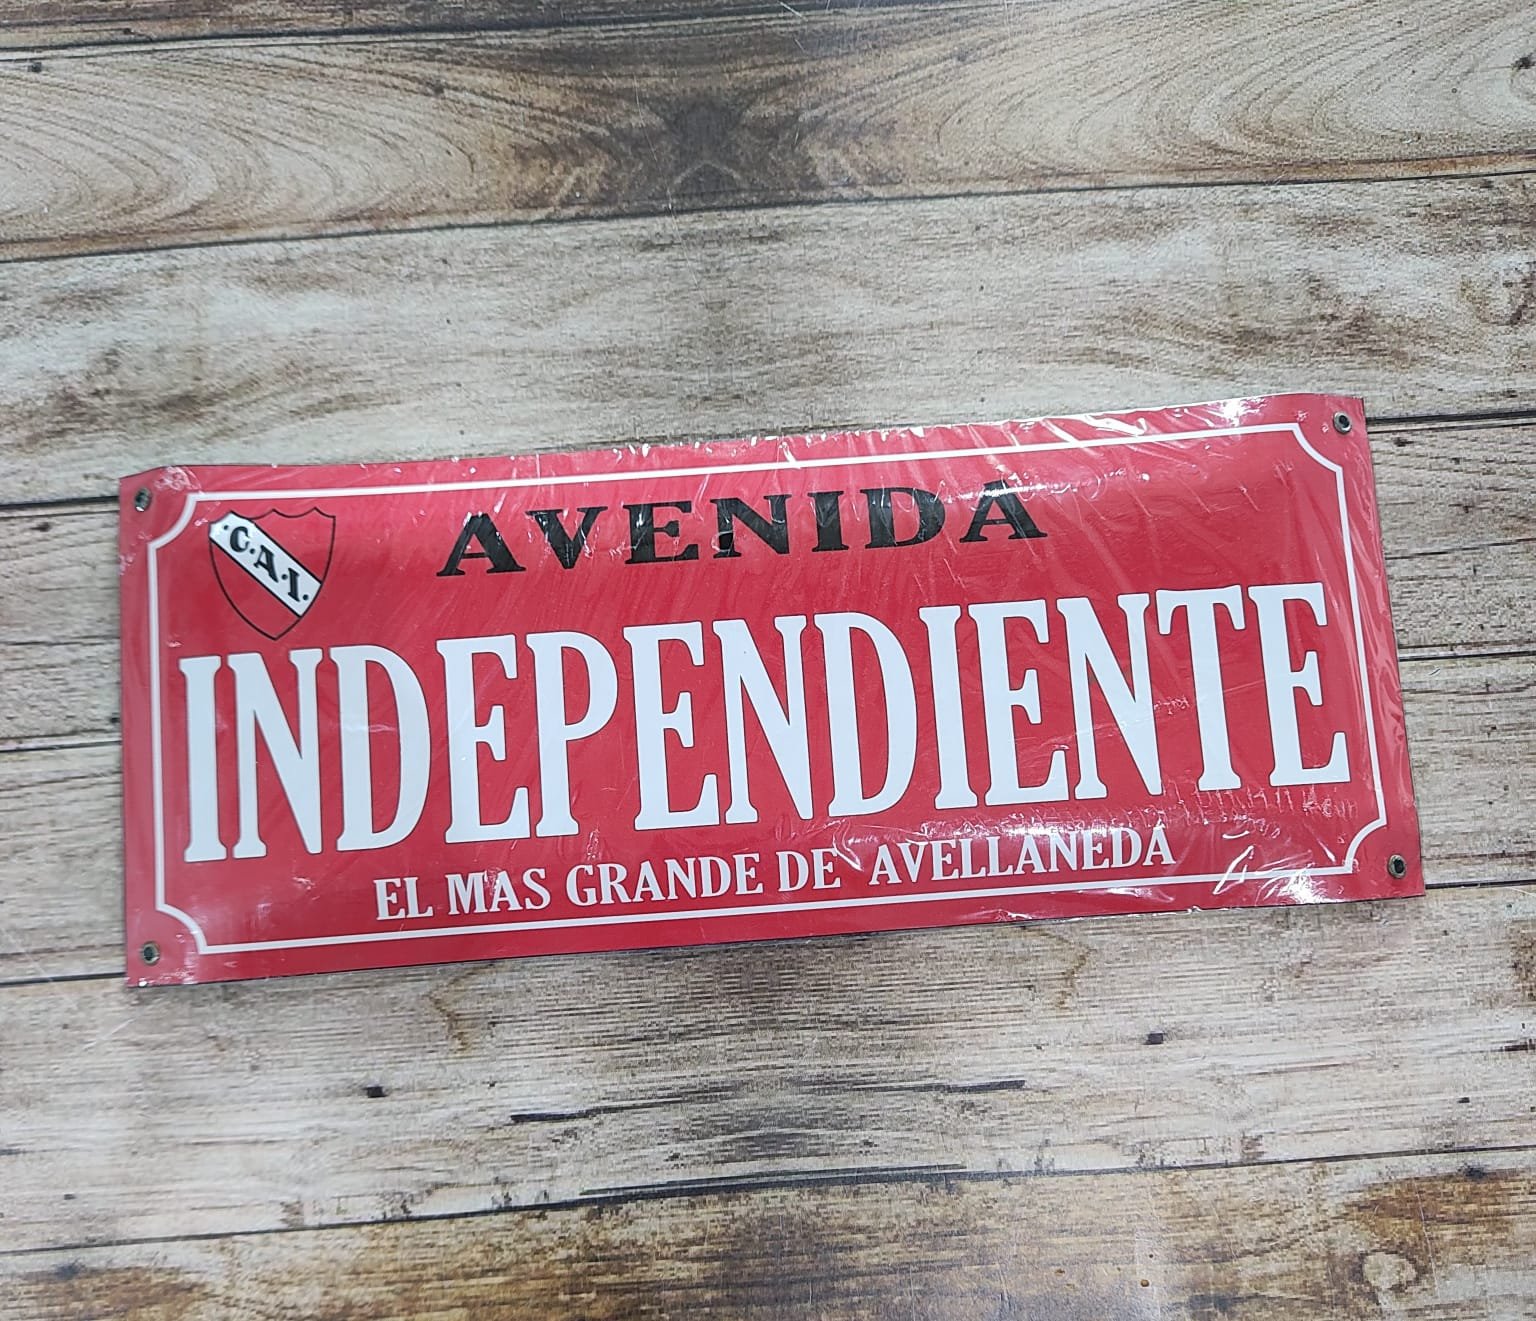 AVENIDA
·C·A·I·
INDEPENDIENTE
EL MAS GRANDE DE AVELLANEDA